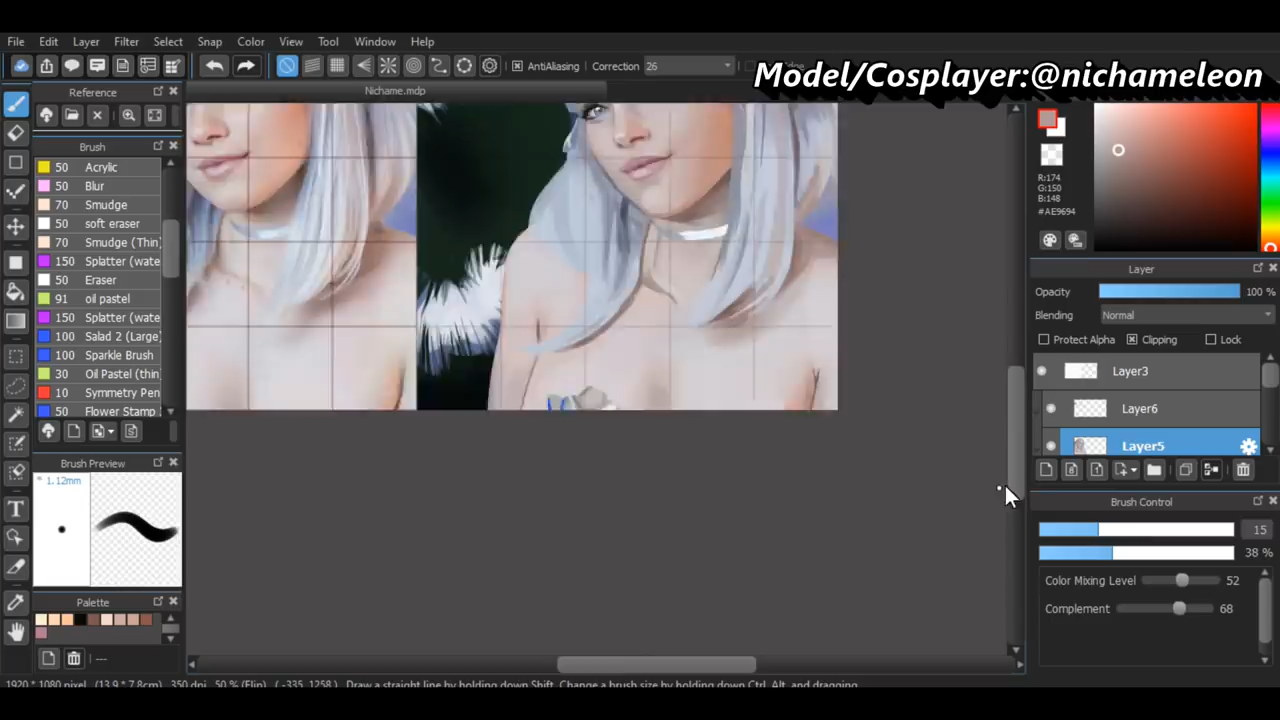 File Edit Layer Filter Select Snap Color View Tool Window Help
AntiAliasing Correction 26
Model/Cosplayer:@nichameleon
Reference
Nichame.mdp
Brush
50 Acrylic
50 Blur
70 Smudge
50 soft eraser
70 Smudge (Thin)
150 Splatter (wate
50 Eraser
91 oil pastel
150 Splatter (wate
100 Salad 2 (Large)
100 Sparkle Brush
30 Oil Pastel (thin)
10 Symmetry Pen
50 Flower Stamp
Brush Preview
1.12mm
Palette
---
R:174
G:150
B:148
#AE9694
Layer
Opacity 100 %
Blending Normal
Protect Alpha Clipping Lock
Layer3
Layer6
Layer5
Brush Control
15
38 %
Color Mixing Level 52
Complement 68
1920 * 1080 pixel (13.9 * 7.8cm) 350 dpi 50 % (Flip) ( -335, 1258 ) Draw a straight line by holding down Shift, Change a brush size by holding down Ctrl, Alt, and dragging